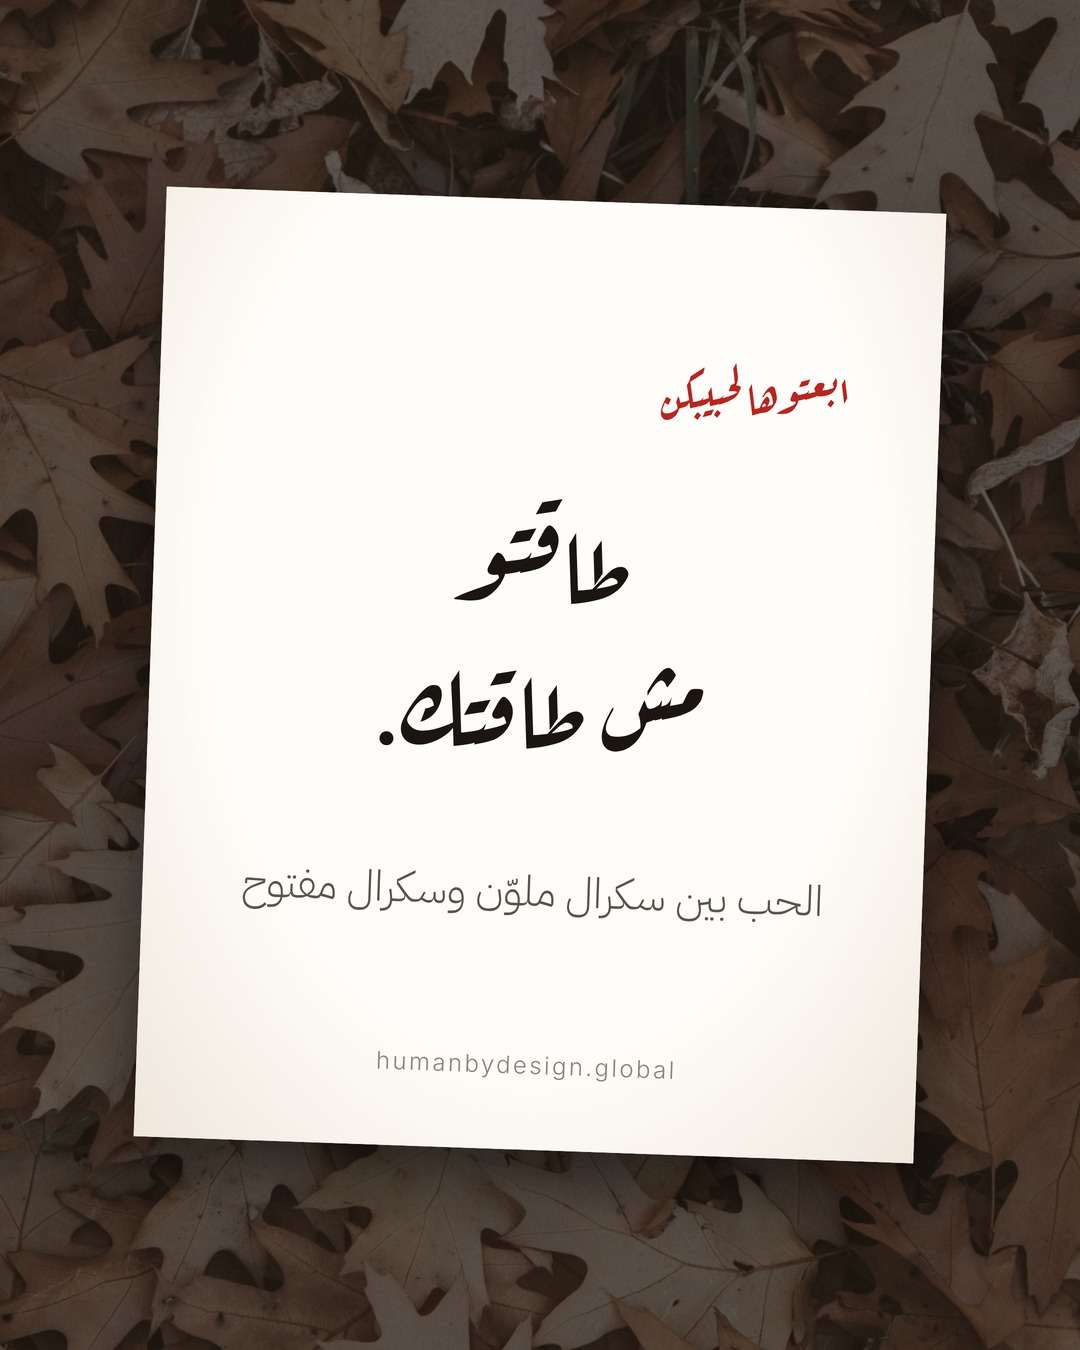 ابعتوها لحبيبكن
طاقتو
مش طاقتك.
الحب بين سكرال ملوّن وسكرال مفتوح
humanbydesign.global